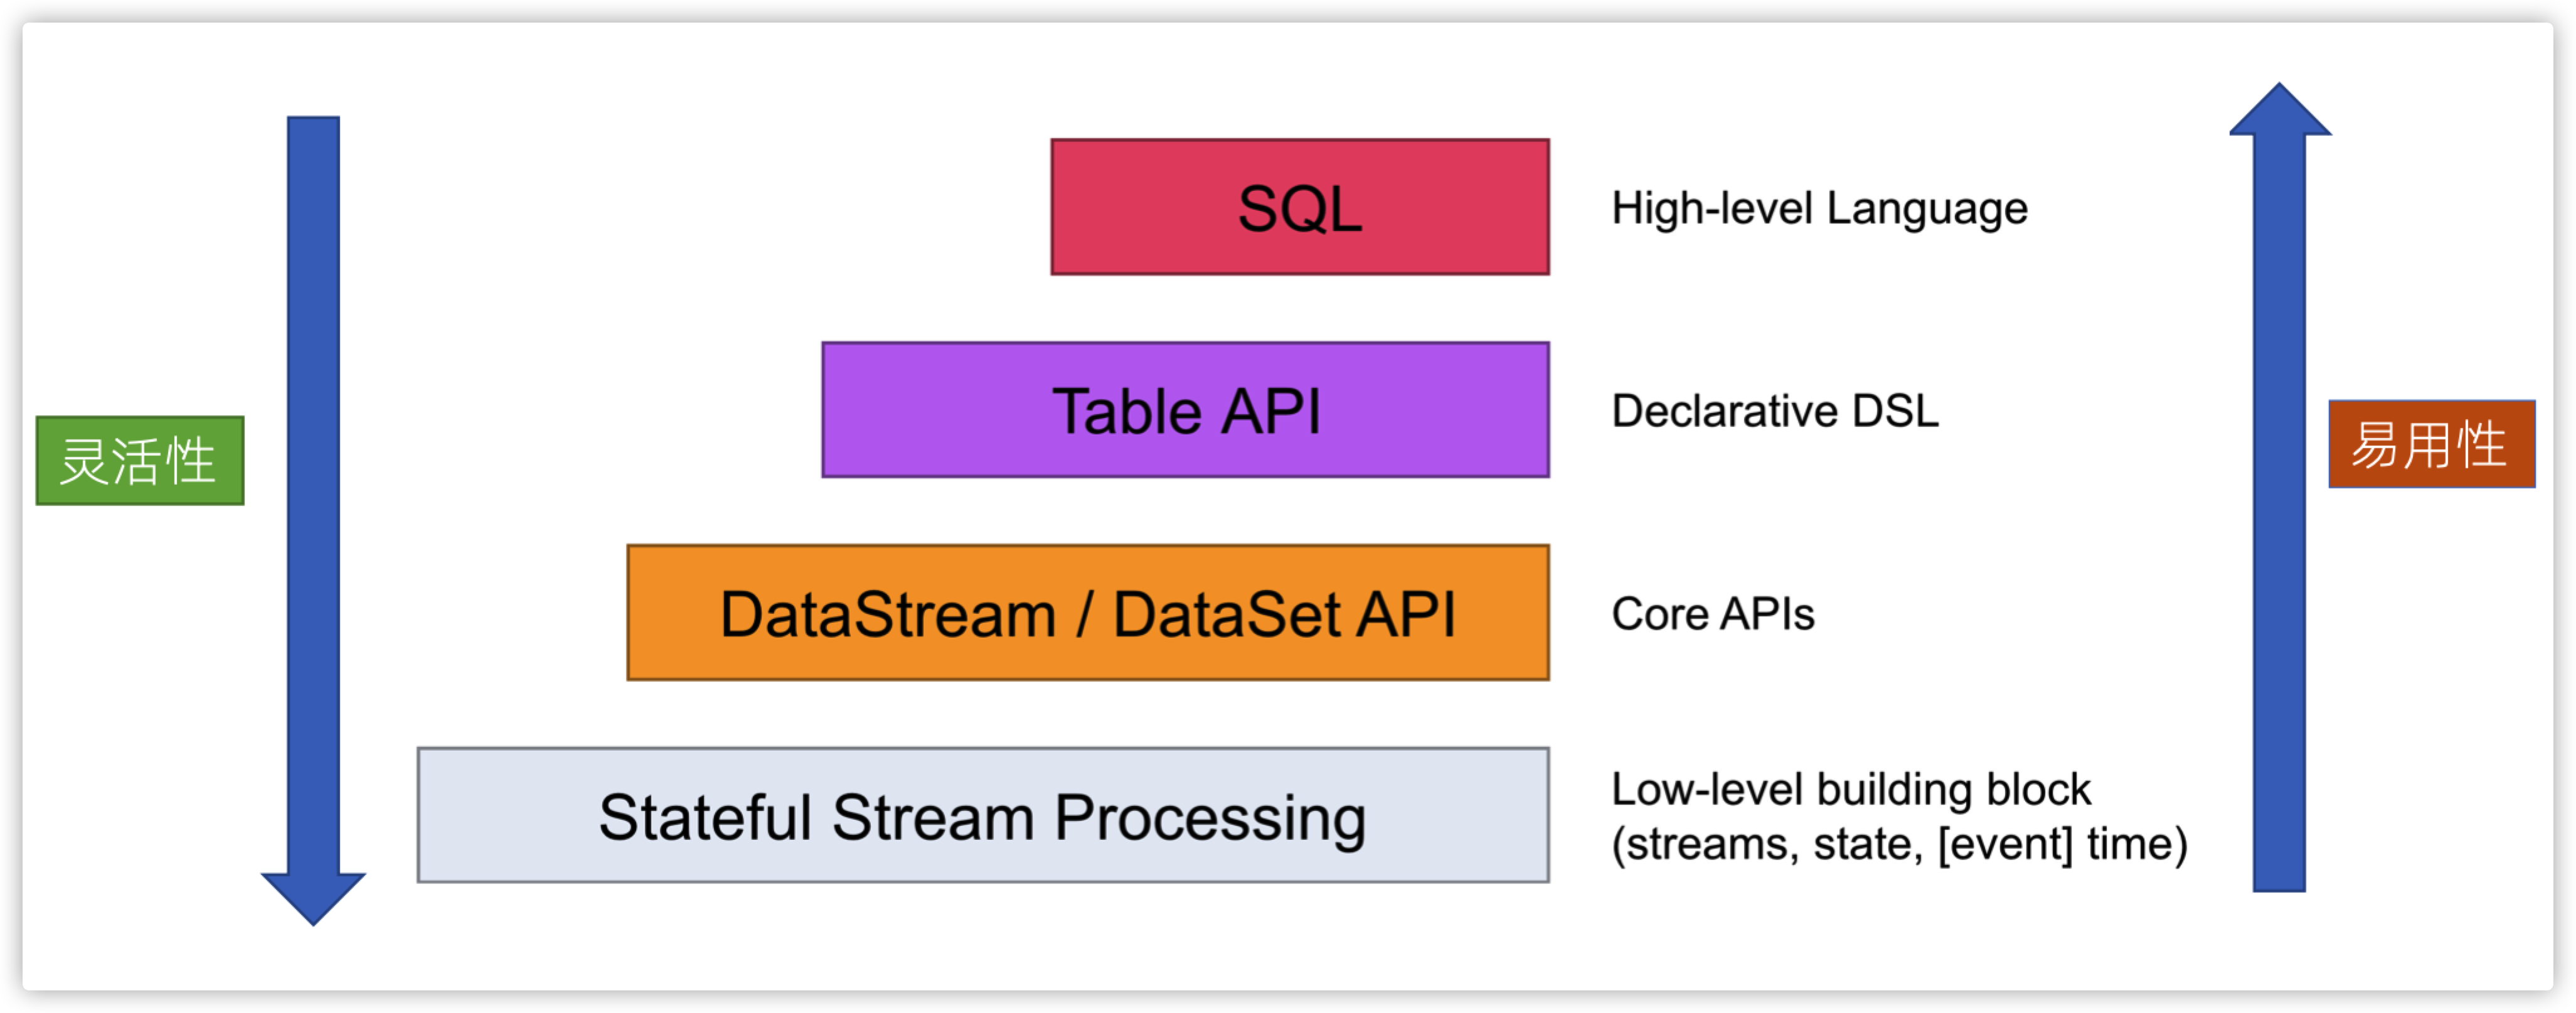 SQL
High-level Language
Table API
Declarative DSL
灵活性
易用性
DataStream / DataSet API
Core APIs
Stateful Stream Processing
Low-level building block
(streams, state, [event] time)